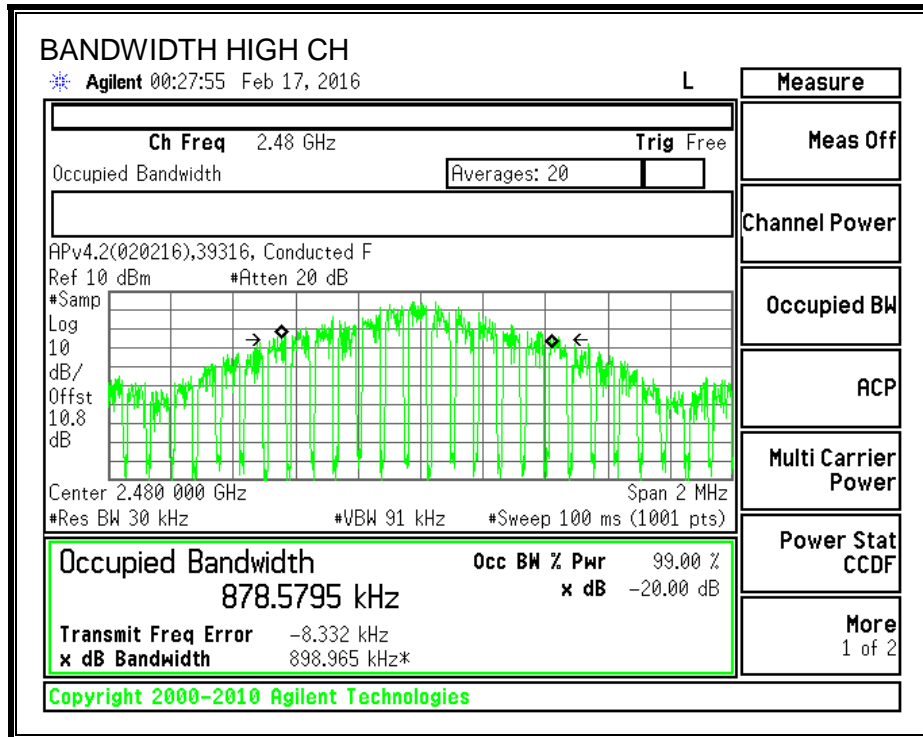 BANDWIDTH HIGH CH
Agilent 00:27:55 Feb 17, 2016 L
Measure
Ch Freq 2.48 GHz Trig Free
Meas Off
Occupied Bandwidth Averages: 20
Channel Power
APv4.2(020216),39316, Conducted F
Ref 10 dBm #Atten 20 dB
#Samp
Log
10
dB/
Offst
10.8
dB
Occupied BW
ACP
Multi Carrier
Power
Center 2.480 000 GHz Span 2 MHz
#Res BW 30 kHz #VBW 91 kHz #Sweep 100 ms (1001 pts)
Power Stat
CCDF
Occupied Bandwidth Occ BW % Pwr 99.00 %
878.5795 kHz x dB -20.00 dB
Transmit Freq Error -8.332 kHz
x dB Bandwidth 898.965 kHz*
More
1 of 2
Copyright 2000-2010 Agilent Technologies